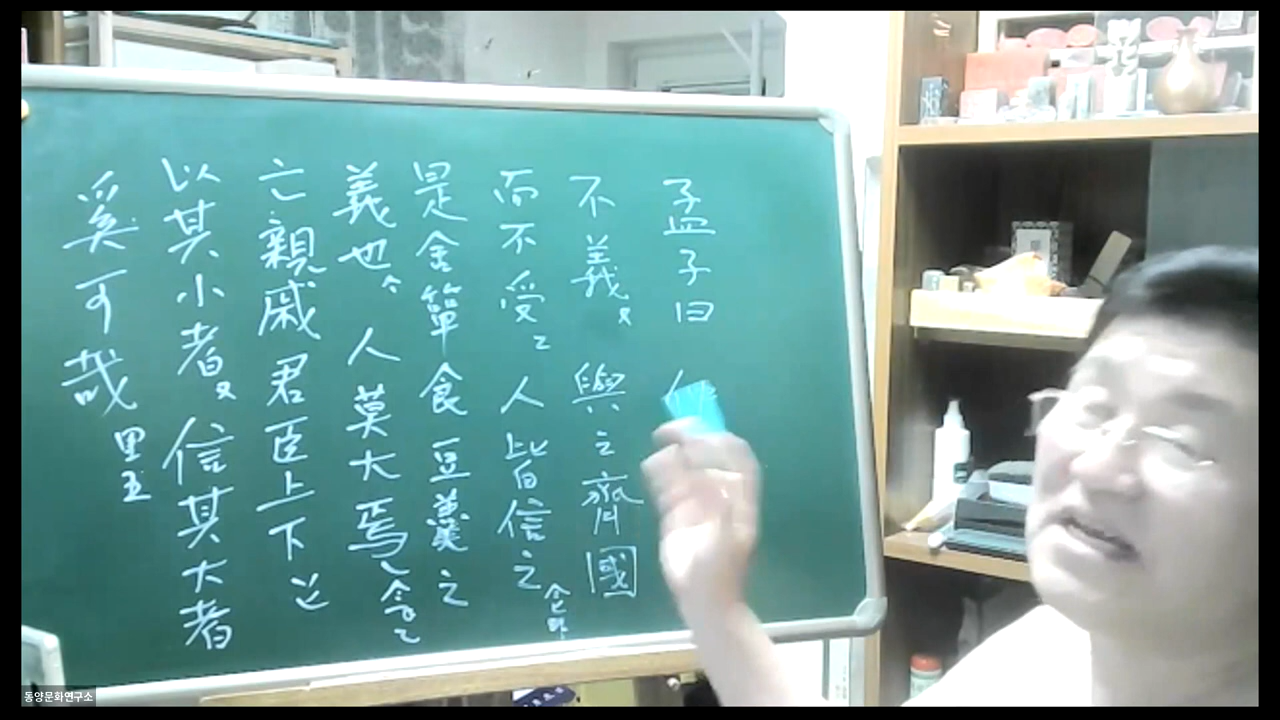 孟子曰
不義 與之齊國
而不受 人皆信之
是舍簞食豆羹之
義也 人莫大焉
亡親戚君臣上下
以其小者 信其大者
奚可哉
동양문화연구소